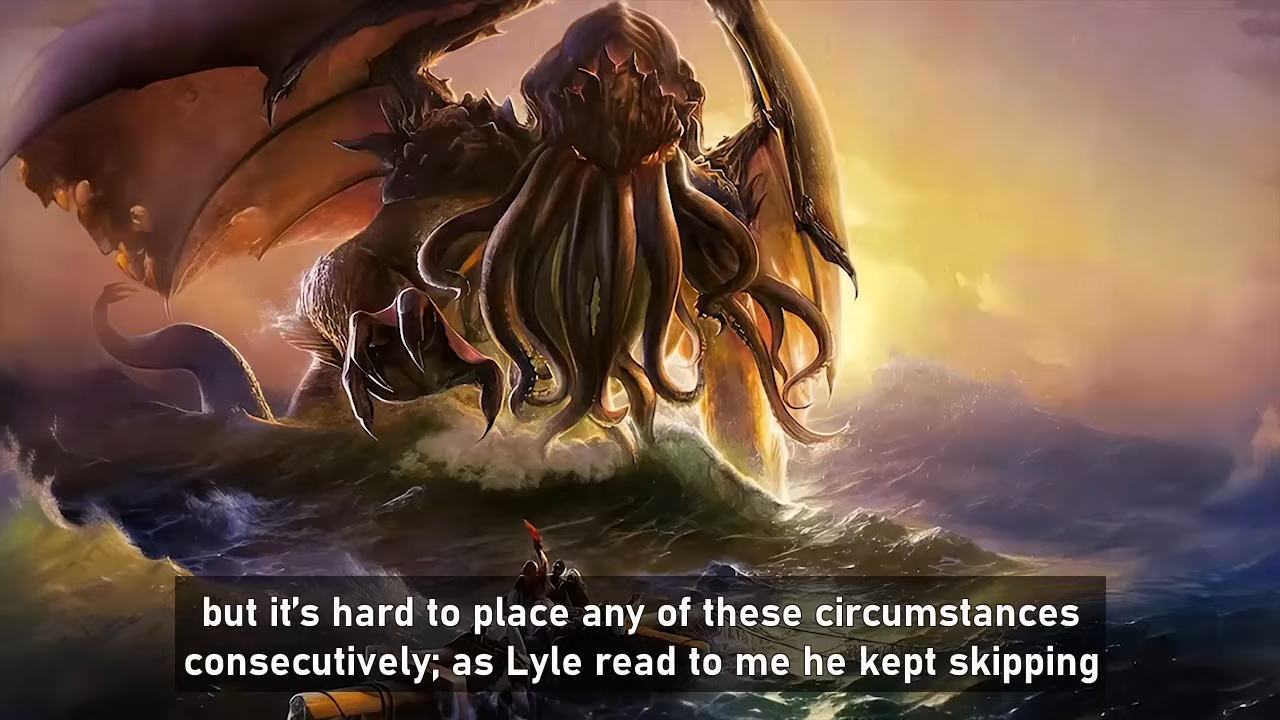 but it's hard to place any of these circumstances
consecutively; as Lyle read to me he kept skipping